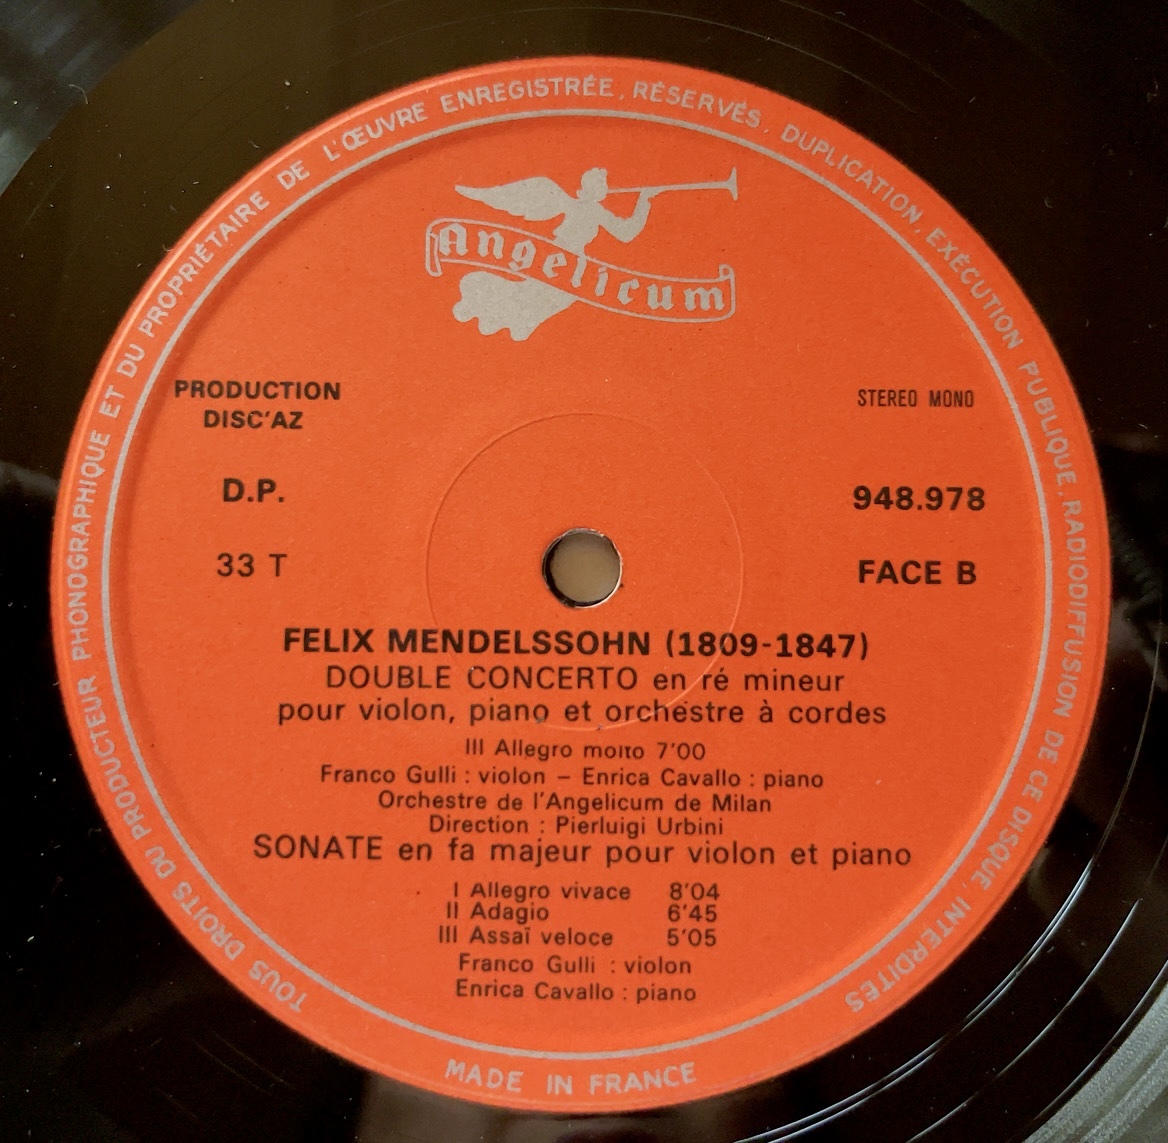 TOUS DROITS DU PRODUCTEUR PHONOGRAPHIQUE ET DU PROPRIÉTAIRE DE L'ŒUVRE ENREGISTRÉE, RÉSERVÉS, DUPLICATION, EXÉCUTION PUBLIQUE, RADIODIFFUSION DE CE DISQUE, INTERDITES
Angelicum
PRODUCTION
DISC'AZ
STEREO MONO
D.P.
948.978
33 T
FACE B
FELIX MENDELSSOHN (1809-1847)
DOUBLE CONCERTO en ré mineur
pour violon, piano et orchestre à cordes
III Allegro molto 7'00
Franco Gulli : violon – Enrica Cavallo : piano
Orchestre de l'Angelicum de Milan
Direction : Pierluigi Urbini
SONATE en fa majeur pour violon et piano
I Allegro vivace 8'04
II Adagio 6'45
III Assaï veloce 5'05
Franco Gulli : violon
Enrica Cavallo : piano
MADE IN FRANCE